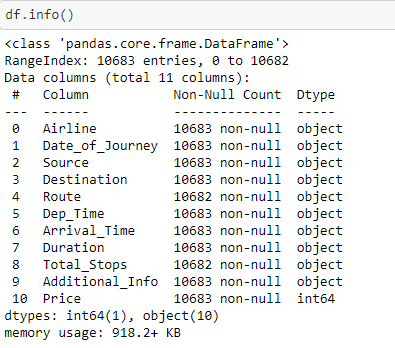 df.info()
<class 'pandas.core.frame.DataFrame'>
RangeIndex: 10683 entries, 0 to 10682
Data columns (total 11 columns):
 #   Column           Non-Null Count  Dtype
---  ------           --------------  -----
 0   Airline          10683 non-null  object
 1   Date_of_Journey  10683 non-null  object
 2   Source           10683 non-null  object
 3   Destination      10683 non-null  object
 4   Route            10682 non-null  object
 5   Dep_Time         10683 non-null  object
 6   Arrival_Time     10683 non-null  object
 7   Duration         10683 non-null  object
 8   Total_Stops      10682 non-null  object
 9   Additional_Info  10683 non-null  object
 10  Price            10683 non-null  int64
dtypes: int64(1), object(10)
memory usage: 918.2+ KB